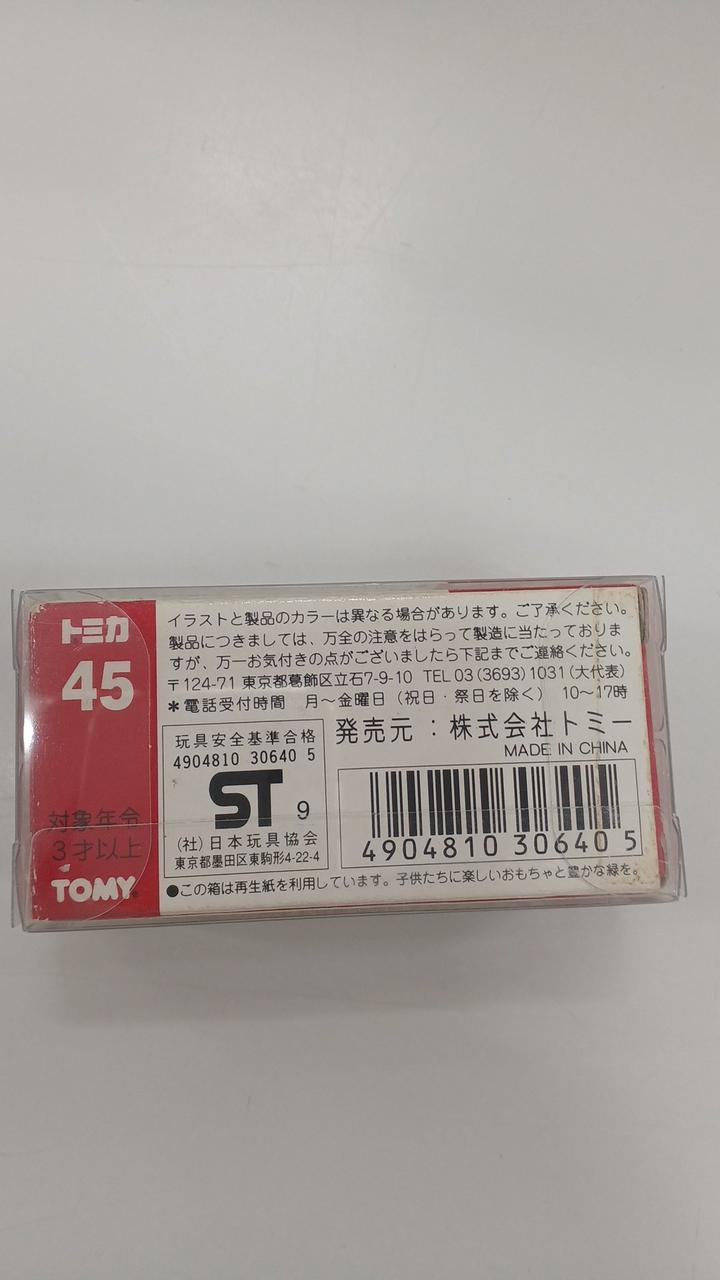 トミカ
45
対象年令
3才以上
TOMY
イラストと製品のカラーは異なる場合があります。ご了承ください。
製品につきましては、万全の注意をはらって製造に当たっておりま
すが、万一お気付きの点がございましたら下記までご連絡ください。
〒124-71 東京都葛飾区立石7-9-10 TEL 03(3693)1031(大代表)
＊電話受付時間 月〜金曜日（祝日・祭日を除く） 10〜17時
玩具安全基準合格
4904810 30640 5
ST 9
(社)日本玩具協会
東京都墨田区東駒形4-22-4
発売元：株式会社トミー
MADE IN CHINA
4904810 306405
●この箱は再生紙を利用しています。子供たちに楽しいおもちゃと豊かな緑を。